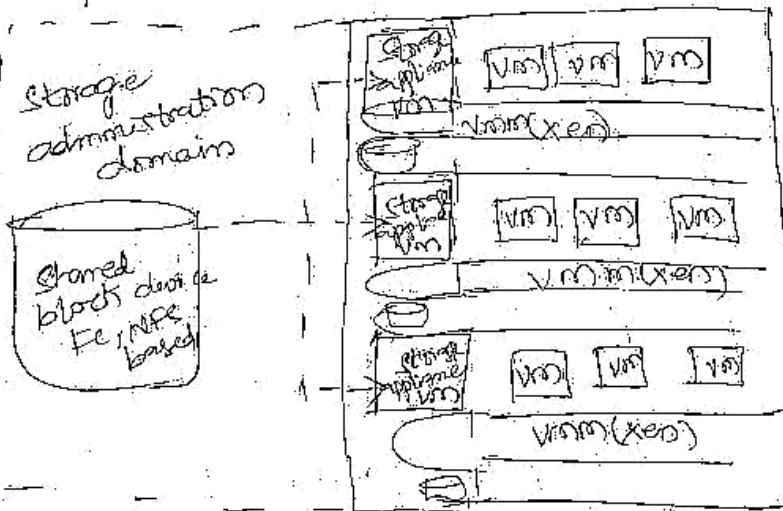 Storage
administration
domain
Shared
block device
Fc, NFS
based
Storage
appliance
vm
vm vm vm
vmm(xen)
Storage
appliance
vm
vm vm vm
vmm(xen)
Storage
appliance
vm
vm vm vm
vmm(xen)